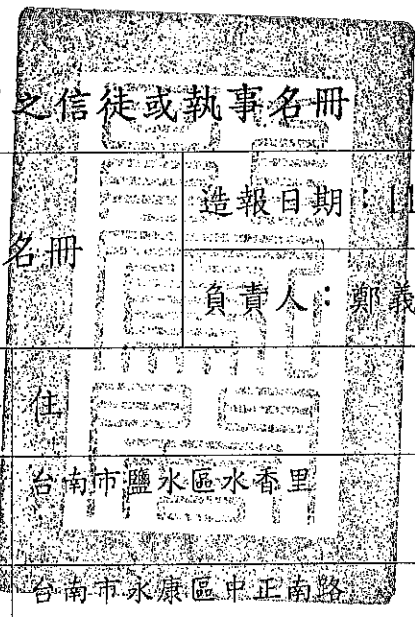 之信徒或執事名冊
造報日期：11
名冊
負責人：鄭義
住
台南市鹽水區水香里
台南市永康區中正南路